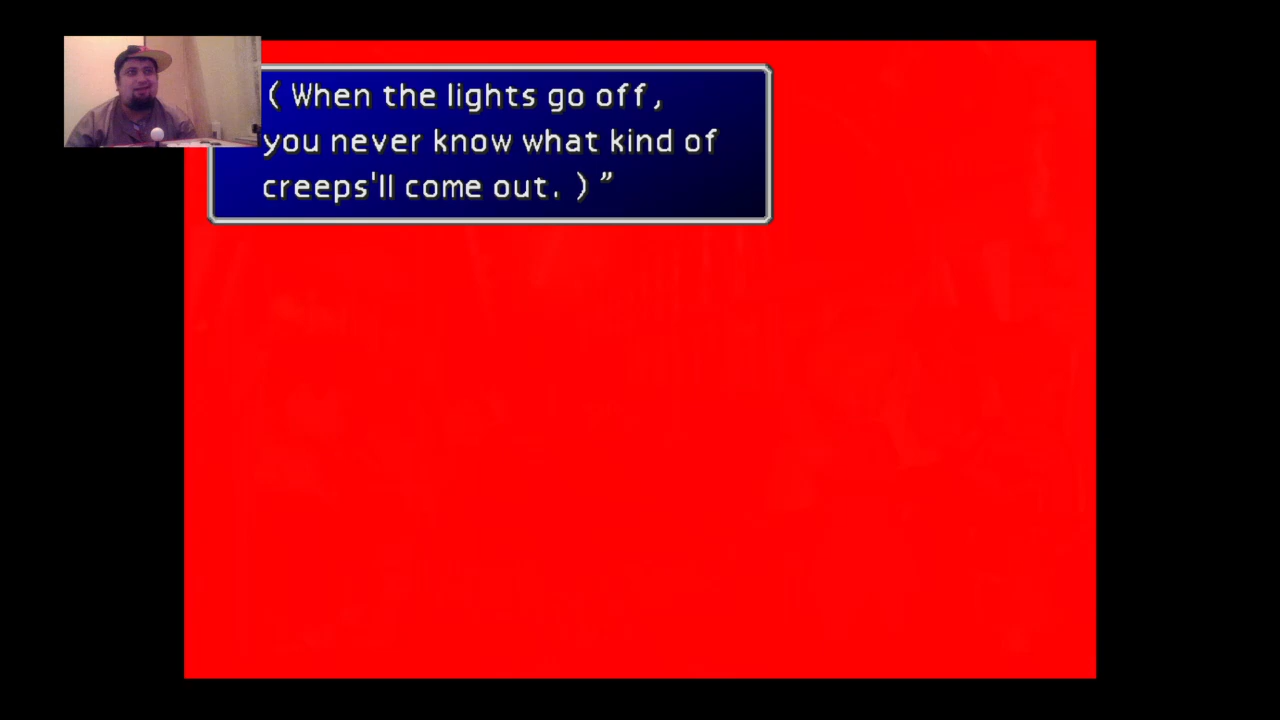 ( When the lights go off,
you never know what kind of
creeps'll come out. ) ”